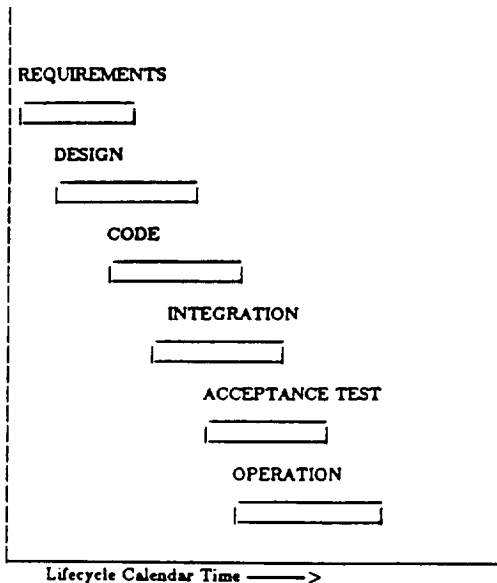 REQUIREMENTS
DESIGN
CODE
INTEGRATION
ACCEPTANCE TEST
OPERATION
Lifecycle Calendar Time ———>